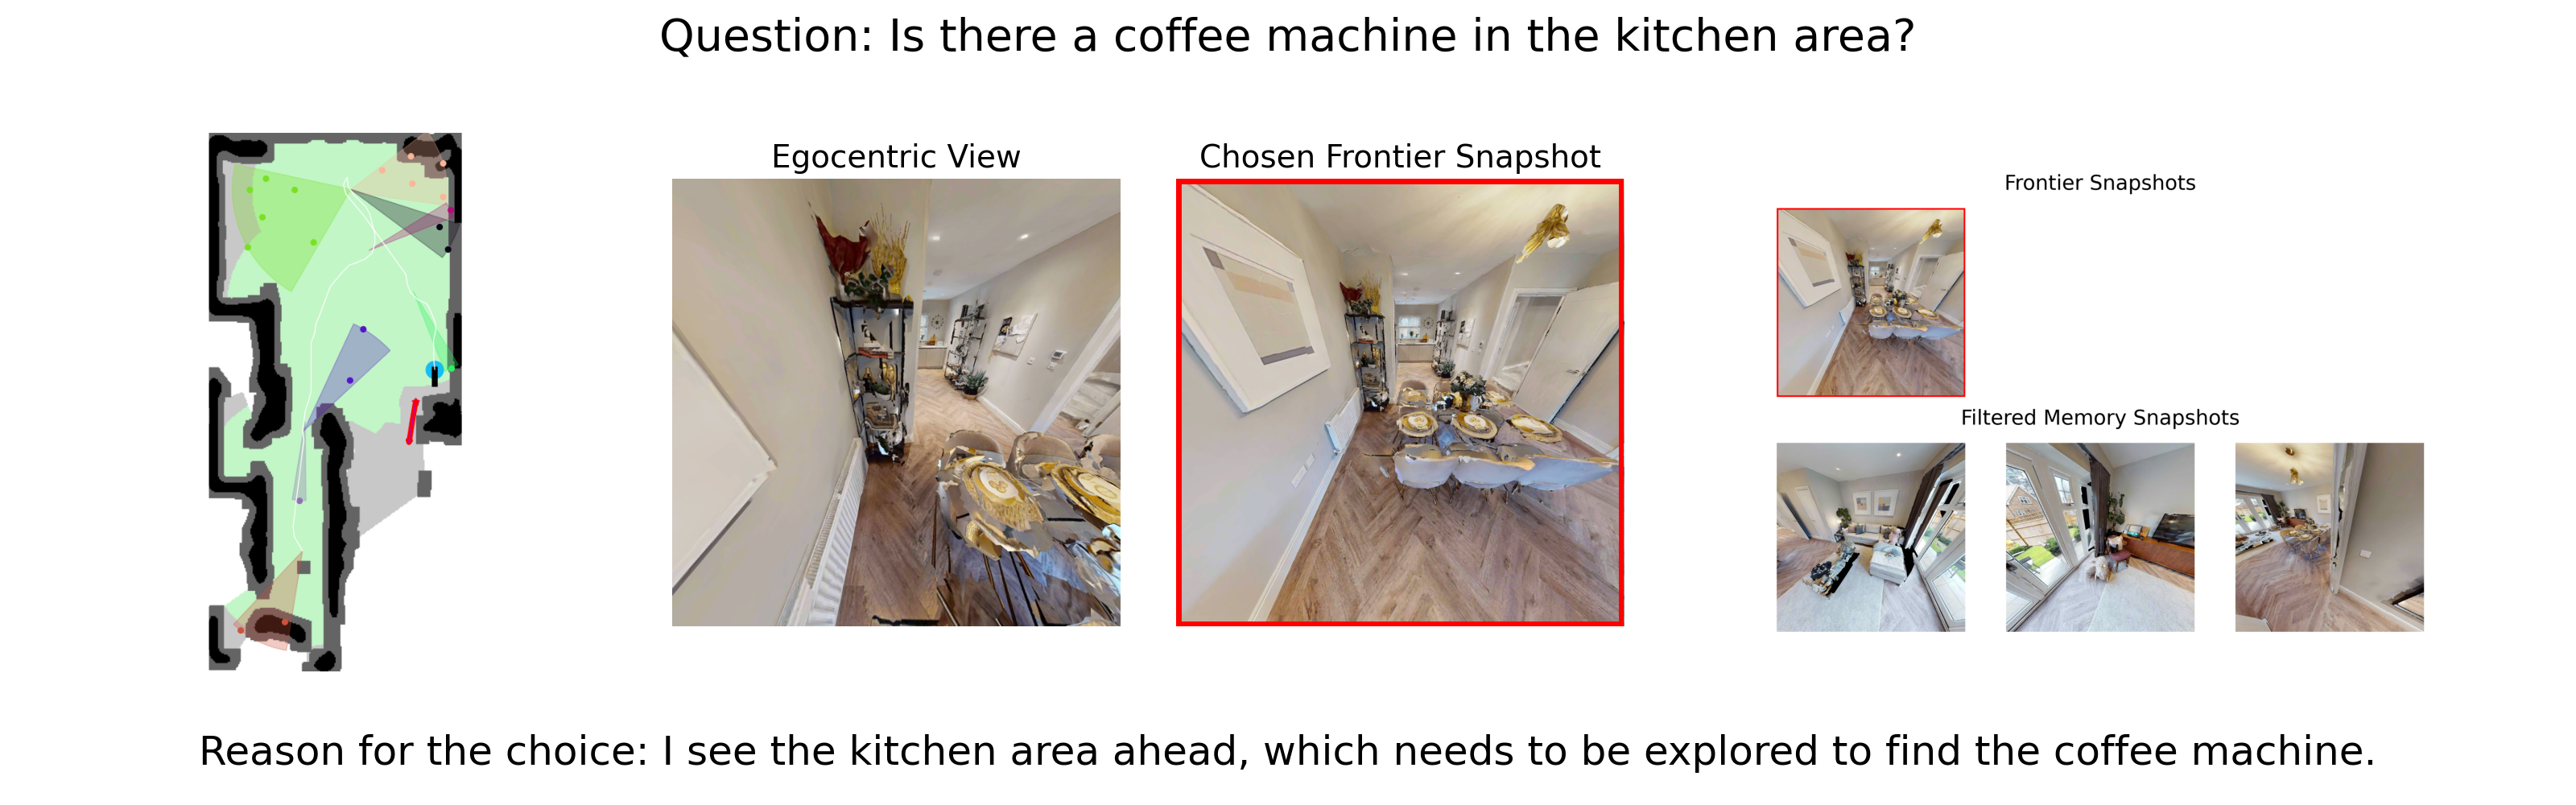 Question: Is there a coffee machine in the kitchen area?
Egocentric View
Chosen Frontier Snapshot
Frontier Snapshots
Filtered Memory Snapshots
Reason for the choice: I see the kitchen area ahead, which needs to be explored to find the coffee machine.